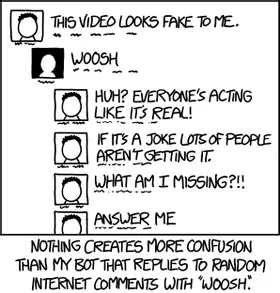 THIS VIDEO LOOKS FAKE TO ME.
WOOSH
HUH? EVERYONE'S ACTING
LIKE IT'S REAL!
IF IT'S A JOKE LOTS OF PEOPLE
AREN'T GETTING IT.
WHAT AM I MISSING?!!
ANSWER ME
NOTHING CREATES MORE CONFUSION
THAN MY BOT THAT REPLIES TO RANDOM
INTERNET COMMENTS WITH "WOOSH."